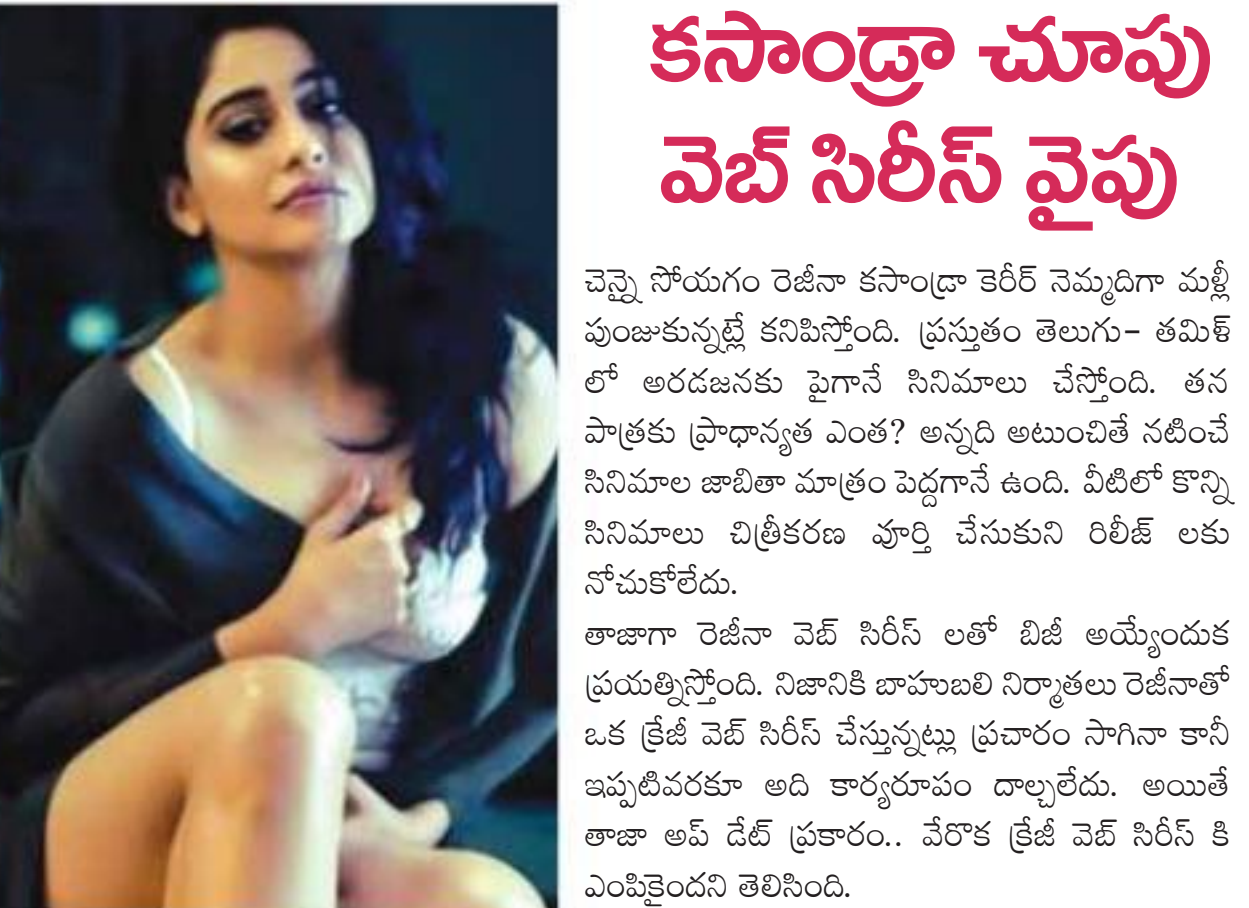 కసాండ్రా చూపు
వెబ్ సిరీస్ వైపు
చెన్నై సోయగం రెజీనా కసాండ్రా కెరీర్ నెమ్మదిగా మళ్లీ
పుంజుకున్నట్లే కనిపిస్తోంది. ప్రస్తుతం తెలుగు- తమిళ్
లో అరడజనకు పైగానే సినిమాలు చేస్తోంది. తన
పాత్రకు ప్రాధాన్యత ఎంత? అన్నది అటుంచితే నటించే
సినిమాల జాబితా మాత్రం పెద్దగానే ఉంది. వీటిలో కొన్ని
సినిమాలు చిత్రీకరణ పూర్తి చేసుకుని రిలీజ్ లకు
నోచుకోలేదు.
తాజాగా రెజీనా వెబ్ సిరీస్ లతో బిజీ అయ్యేందుక
ప్రయత్నిస్తోంది. నిజానికి బాహుబలి నిర్మాతలు రెజీనాతో
ఒక క్రేజీ వెబ్ సిరీస్ చేస్తున్నట్లు ప్రచారం సాగినా కానీ
ఇప్పటివరకూ అది కార్యరూపం దాల్చలేదు. అయితే
తాజా అప్ డేట్ ప్రకారం.. వేరొక క్రేజీ వెబ్ సిరీస్ కి
ఎంపికైందని తెలిసింది.